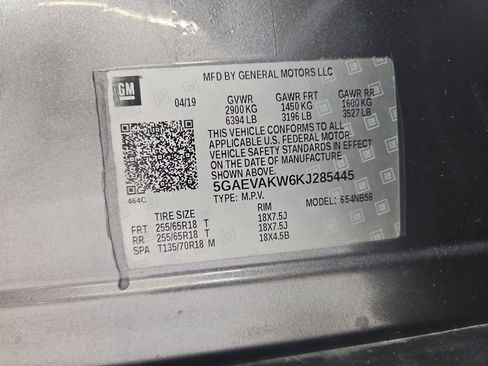 GM
MFD BY GENERAL MOTORS LLC
04/19 GVWR GAWR FRT GAWR RR
2900 KG 1450 KG 1600 KG
6394 LB 3196 LB 3527 LB
THIS VEHICLE CONFORMS TO ALL
APPLICABLE U.S. FEDERAL MOTOR
VEHICLE SAFETY STANDARDS IN EFFECT
ON THE DATE OF MANUFACTURE
SHOWN ABOVE.
5GAEVAKW6KJ285445
464C TYPE: M.P.V. MODEL: 654NB56
TIRE SIZE RIM
FRT 255/65R18 T 18X7.5J
RR 255/65R18 T 18X7.5J
SPA T135/70R18 M 18X4.5B